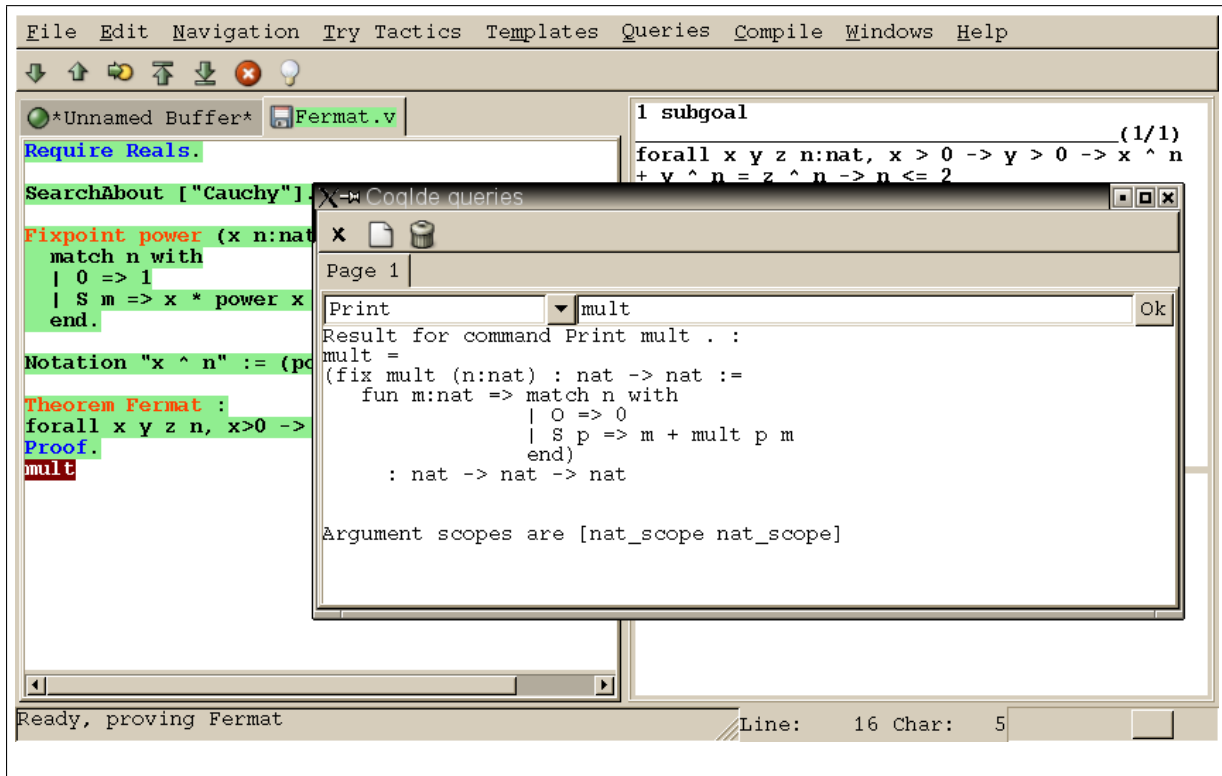 File Edit Navigation Try Tactics Templates Queries Compile Windows Help
*Unnamed Buffer* Fermat.v
Require Reals.
SearchAbout ["Cauchy"].
Fixpoint power (x n:nat
match n with
| O => 1
| S m => x * power x
end.
Notation "x ^ n" := (po
Theorem Fermat :
forall x y z n, x>0 ->
Proof.
mult
1 subgoal
(1/1)
forall x y z n:nat, x > 0 -> y > 0 -> x ^ n
+ y ^ n = z ^ n -> n <= 2
CoqIde queries
Page 1
Print mult Ok
Result for command Print mult . :
mult =
(fix mult (n:nat) : nat -> nat :=
fun m:nat => match n with
| O => 0
| S p => m + mult p m
end)
: nat -> nat -> nat
Argument scopes are [nat_scope nat_scope]
Ready, proving Fermat Line: 16 Char: 5